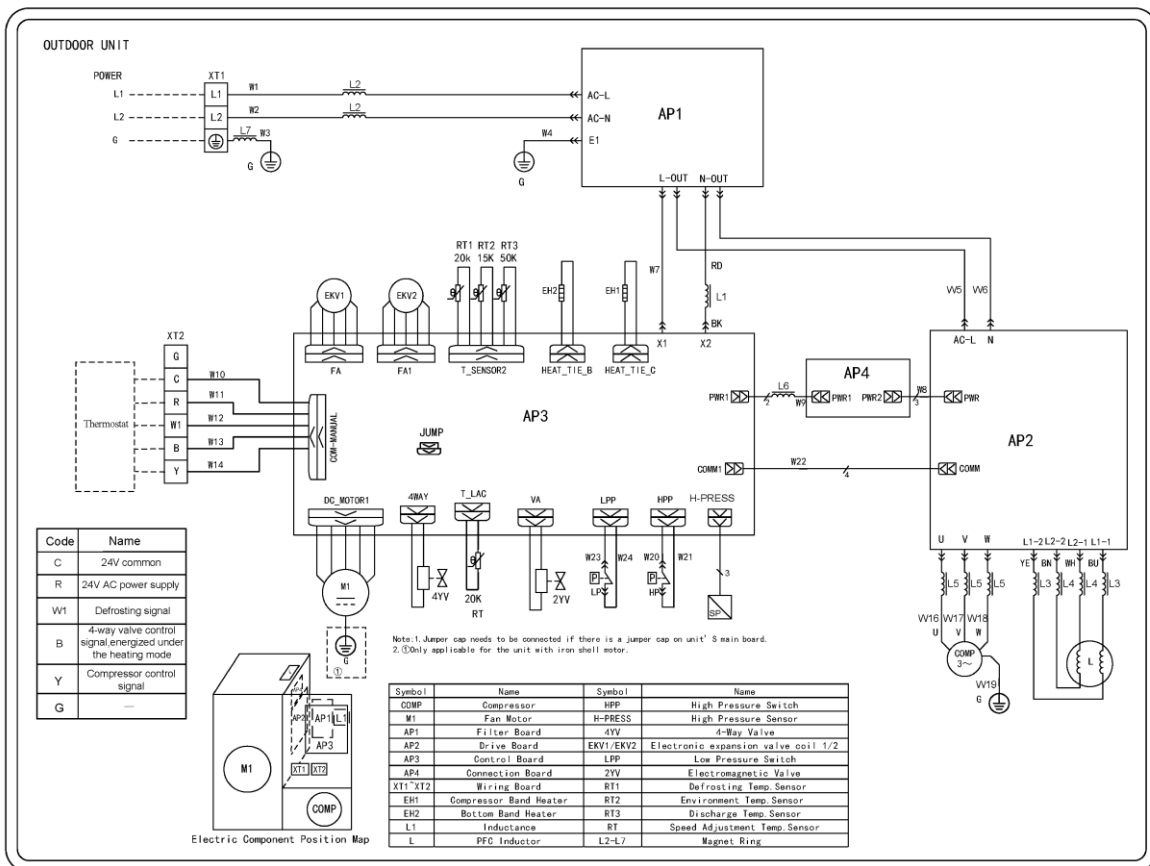 OUTDOOR UNIT
POWER
XT1
L1
L1
W1
L2
AC-L
L2
L2
W2
L2
AC-N
AP1
G
L7
W3
W4
E1
G
G
L-OUT
N-OUT
RT1 RT2 RT3
20k 15K 50K
W7
RD
EKV1
EKV2
EH2
EH1
L1
BK
W5
W6
XT2
FA
FA1
T_SENSOR2
HEAT_TIE_B
HEAT_TIE_C
X1
X2
AC-L
N
G
C
W10
R
W11
Thermostat
W1
W12
B
W13
Y
W14
COM-MANUAL
AP3
JUMP
PWR1
2
L6
W9
PWR1
AP4
PWR2
W8
3
PWR
AP2
COMM1
W22
4
COMM
DC_MOTOR1
4WAY
T_LAC
VA
LPP
HPP
H-PRESS
U
V
W
L1-2
L2-2
L2-1
L1-1
M1
4YV
20K
RT
2YV
W23
W24
P
LP
W20
W21
P
HP
3
SP
YE
BN
WH
BU
L5
L5
L5
L3
L4
L4
L3
W16
W17
W18
U
V
W
COMP
3~
L
W19
G
G
①
Code Name
C 24V common
R 24V AC power supply
W1 Defrosting signal
B 4-way valve control
signal,energized under
the heating mode
Y Compressor control
signal
G —
Note:1.Jumper cap needs to be connected if there is a jumper cap on unit' S main board.
2.①Only applicable for the unit with iron shell motor.
AP2
AP1
L1
AP3
M1
XT1
XT2
COMP
Electric Component Position Map
Symbol Name Symbol Name
COMP Compressor HPP High Pressure Switch
M1 Fan Motor H-PRESS High Pressure Sensor
AP1 Filter Board 4YV 4-Way Valve
AP2 Drive Board EKV1/EKV2 Electronic expansion valve coil 1/2
AP3 Control Board LPP Low Pressure Switch
AP4 Connection Board 2YV Electromagnetic Valve
XT1~XT2 Wiring Board RT1 Defrosting Temp.Sensor
EH1 Compressor Band Heater RT2 Environment Temp.Sensor
EH2 Bottom Band Heater RT3 Discharge Temp.Sensor
L1 Inductance RT Speed Adjustment Temp.Sensor
L PFC Inductor L2-L7 Magnet Ring